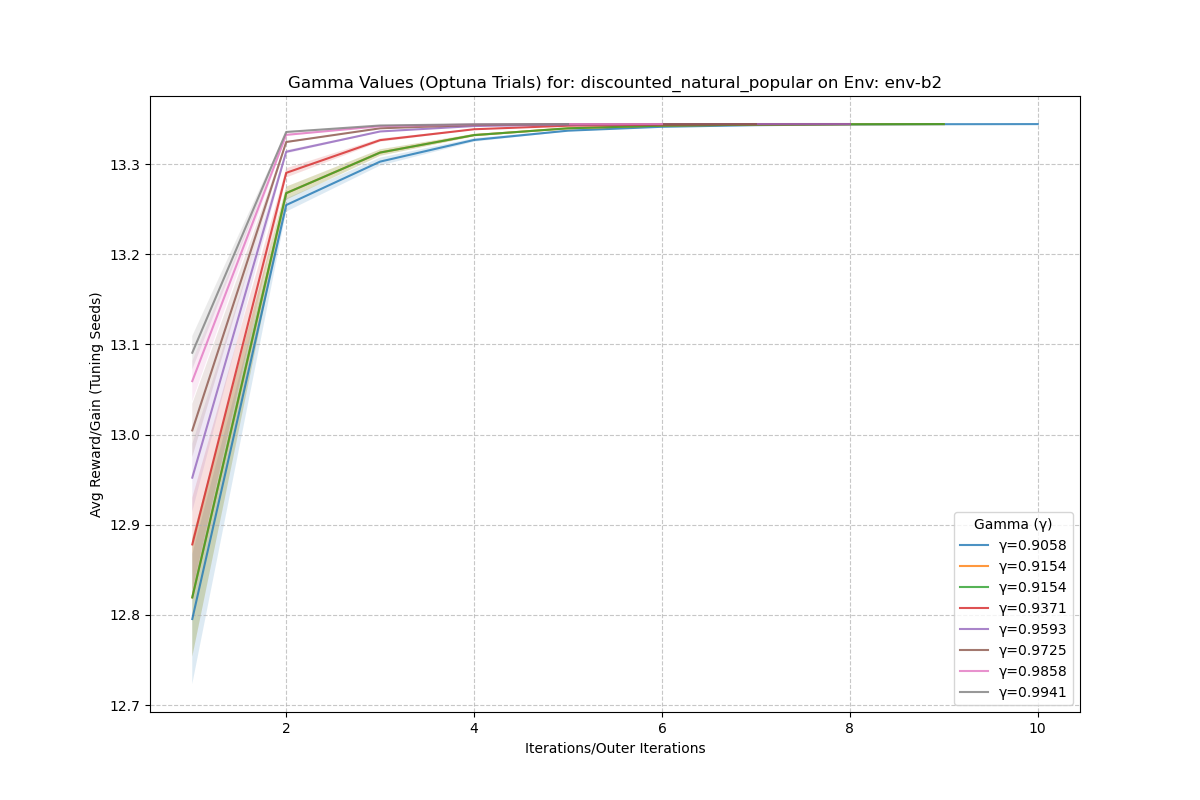 Gamma Values (Optuna Trials) for: discounted_natural_popular on Env: env-b2
Avg Reward/Gain (Tuning Seeds)
13.3
13.2
13.1
13.0
12.9
12.8
12.7
2 4 6 8 10
Iterations/Outer Iterations
Gamma (γ)
γ=0.9058
γ=0.9154
γ=0.9154
γ=0.9371
γ=0.9593
γ=0.9725
γ=0.9858
γ=0.9941